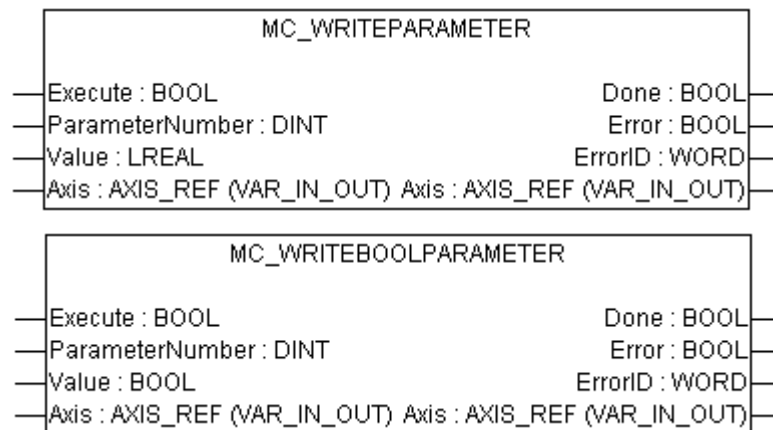 MC_WRITEPARAMETER
Execute : BOOL Done : BOOL
ParameterNumber : DINT Error : BOOL
Value : LREAL ErrorID : WORD
Axis : AXIS_REF (VAR_IN_OUT) Axis : AXIS_REF (VAR_IN_OUT)
MC_WRITEBOOLPARAMETER
Execute : BOOL Done : BOOL
ParameterNumber : DINT Error : BOOL
Value : BOOL ErrorID : WORD
Axis : AXIS_REF (VAR_IN_OUT) Axis : AXIS_REF (VAR_IN_OUT)